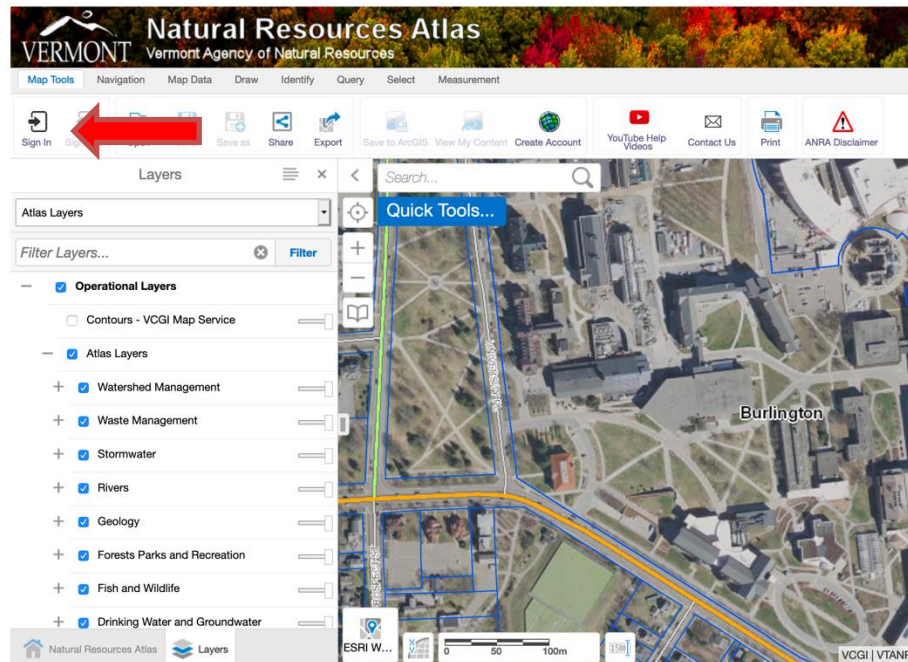 VERMONT
Natural Resources Atlas
Vermont Agency of Natural Resources
Map Tools Navigation Map Data Draw Identify Query Select Measurement
Sign In Open Save as Share Export Save to ArcGIS View My Content Create Account YouTube Help Videos Contact Us Print ANRA Disclaimer
Layers
Search...
Atlas Layers
Quick Tools...
Filter Layers... Filter
Operational Layers
Contours - VCGI Map Service
Atlas Layers
Watershed Management
Waste Management
Burlington
Stormwater
Rivers
Geology
Forests Parks and Recreation
Fish and Wildlife
Drinking Water and Groundwater
Natural Resources Atlas Layers
ESRI W...
0 50 100m
1:500
VCGI | VTANR